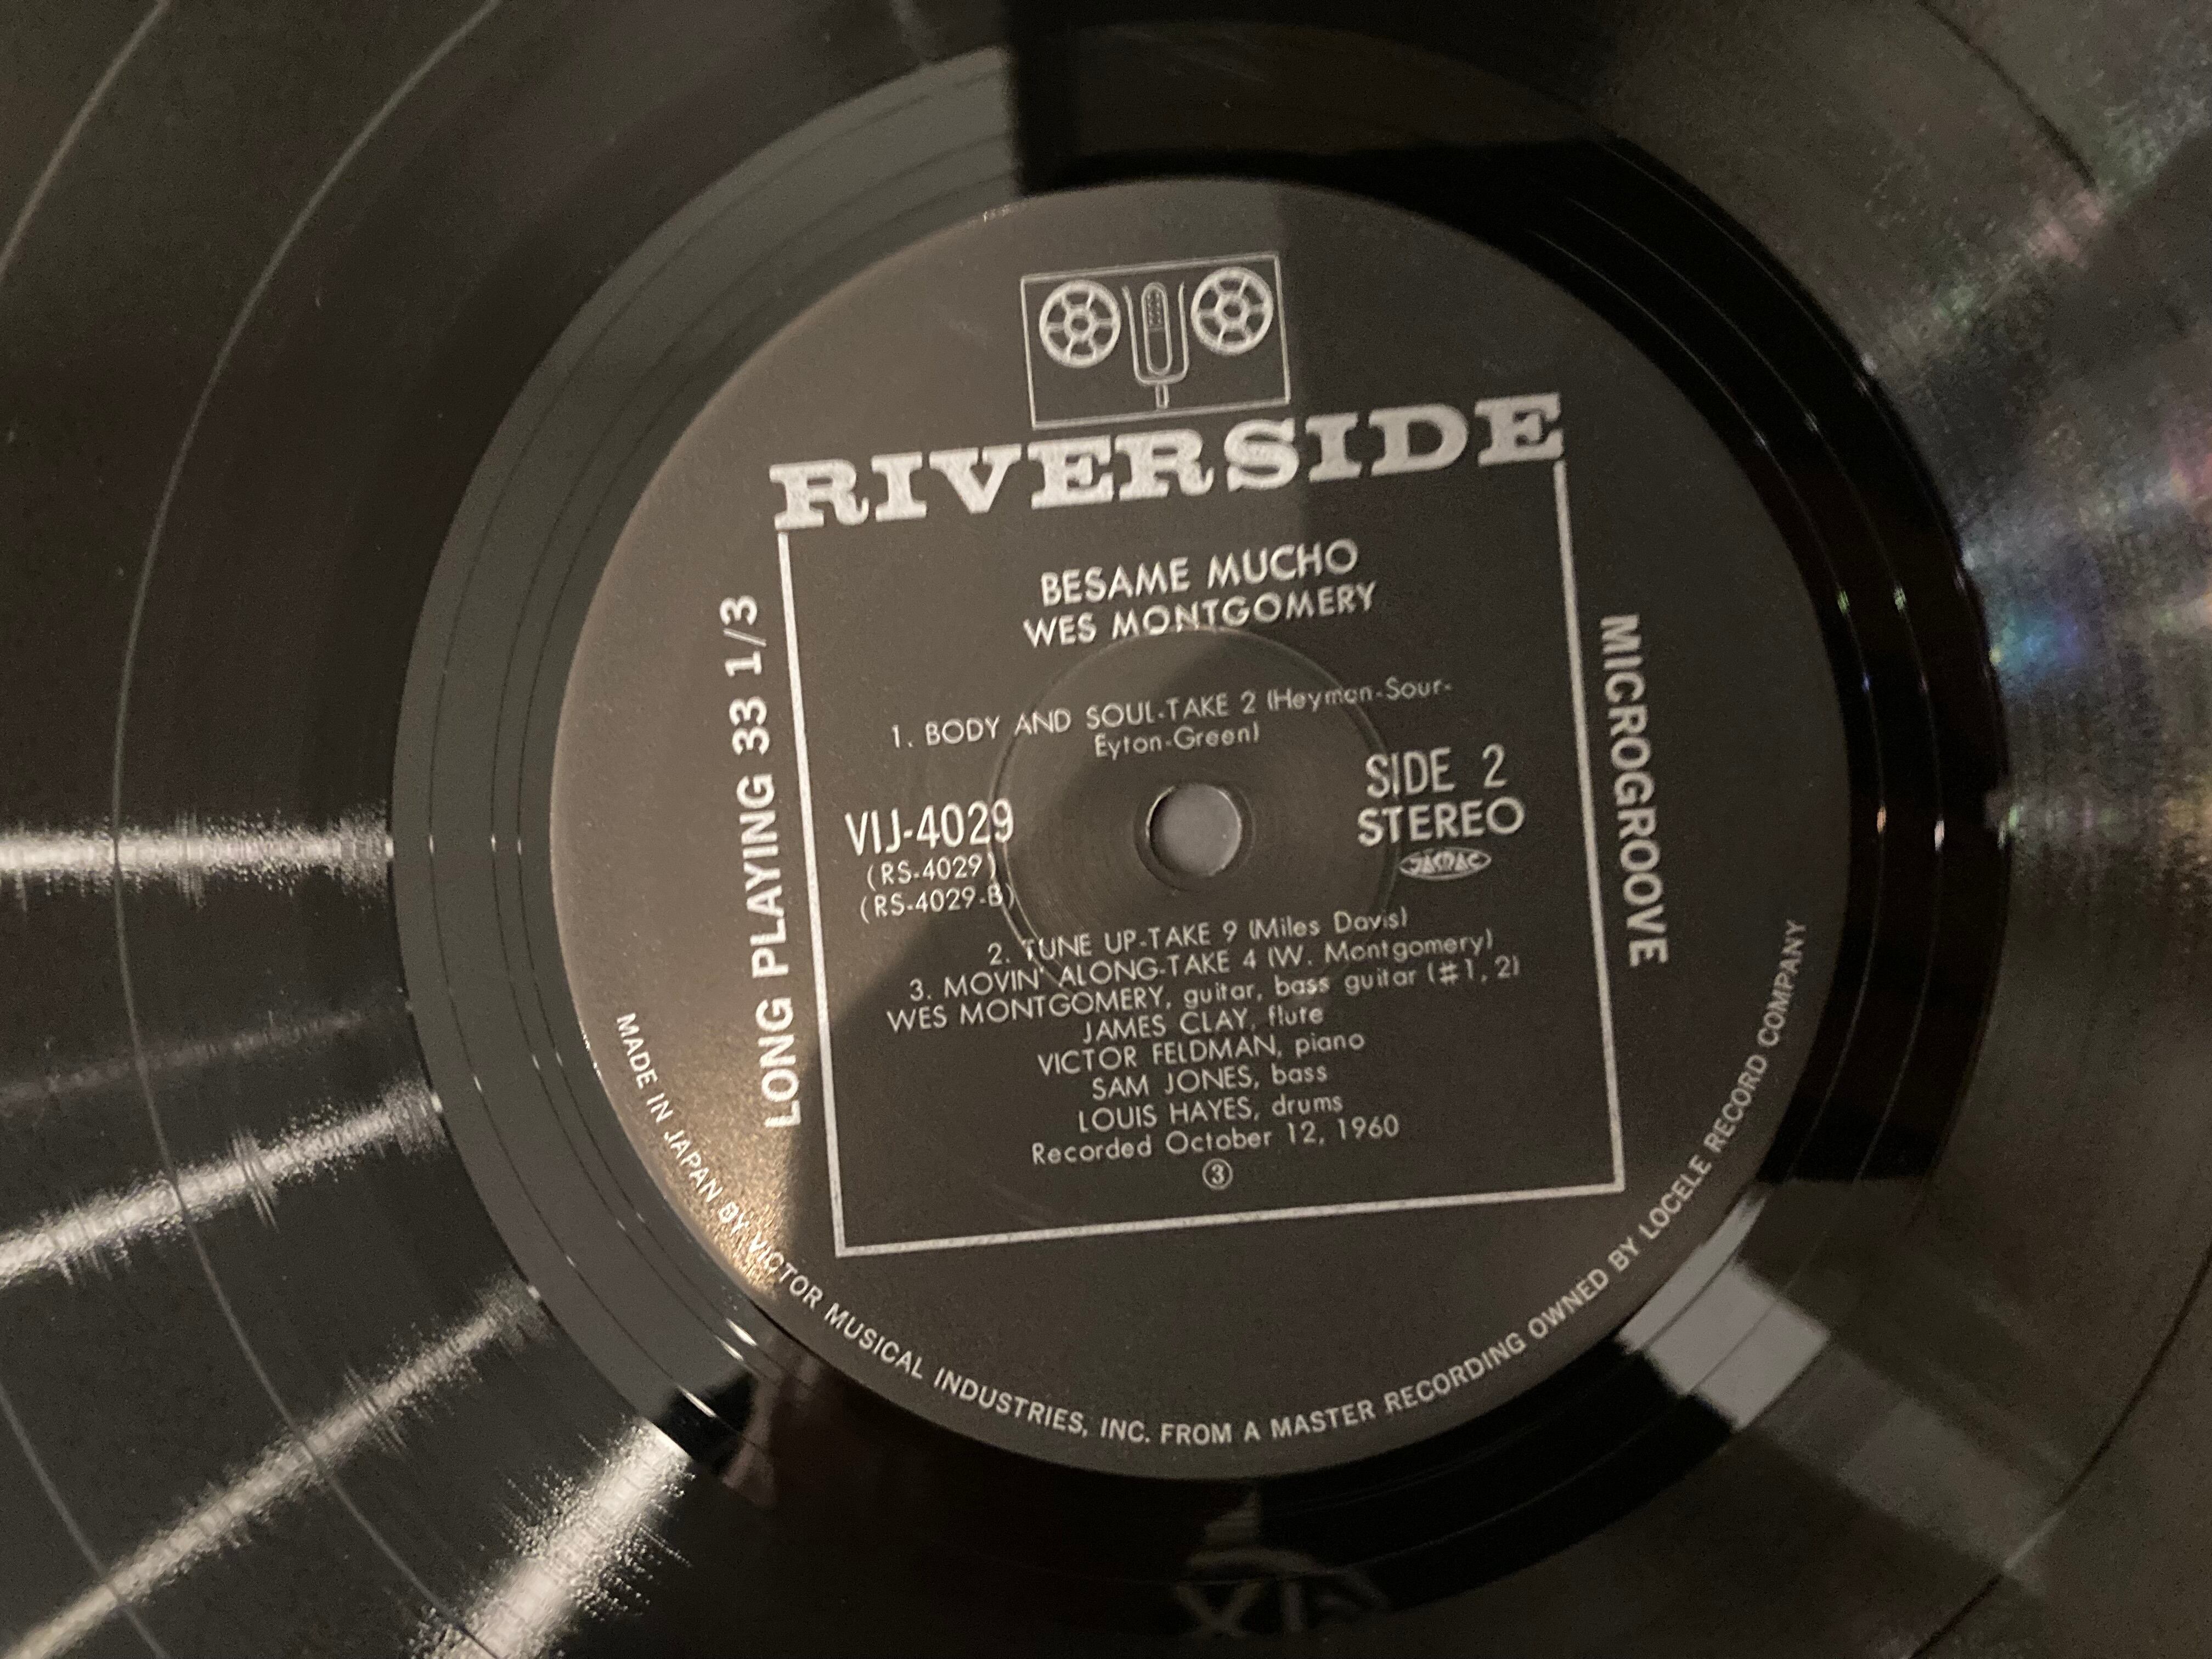 RIVERSIDE
BESAME MUCHO
WES MONTGOMERY
1. BODY AND SOUL-TAKE 2 (Heyman-Sour-
Eyton-Green)
VIJ-4029
(RS-4029)
(RS-4029-B)
SIDE 2
STEREO
JASRAC
2. TUNE UP-TAKE 9 (Miles Davis)
3. MOVIN' ALONG-TAKE 4 (W. Montgomery)
WES MONTGOMERY, guitar, bass guitar (#1, 2)
JAMES CLAY, flute
VICTOR FELDMAN, piano
SAM JONES, bass
LOUIS HAYES, drums
Recorded October 12, 1960
③
LONG PLAYING 33 1/3
MICROGROOVE
MADE IN JAPAN BY VICTOR MUSICAL INDUSTRIES, INC. FROM A MASTER RECORDING OWNED BY LOCELE RECORD COMPANY